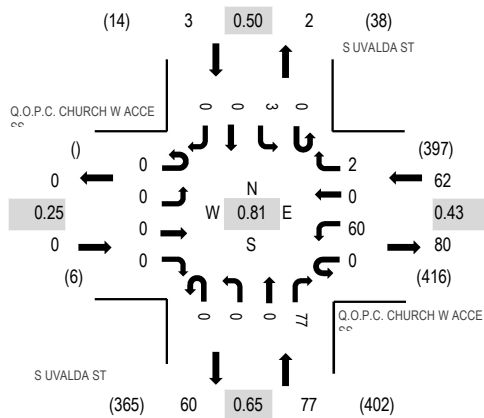 (14) 3 0.50 2 (38)
S UVALDA ST
Q.O.P.C. CHURCH W ACCE
SS
0 0 3 0
() 0 2 (397)
0 0 N 0 62
0.25 W 0.81 E 0.43
0 0 S 60 80
(6) 0 0 (416)
0 0 0 77
Q.O.P.C. CHURCH W ACCE
SS
S UVALDA ST
(365) 60 0.65 77 (402)